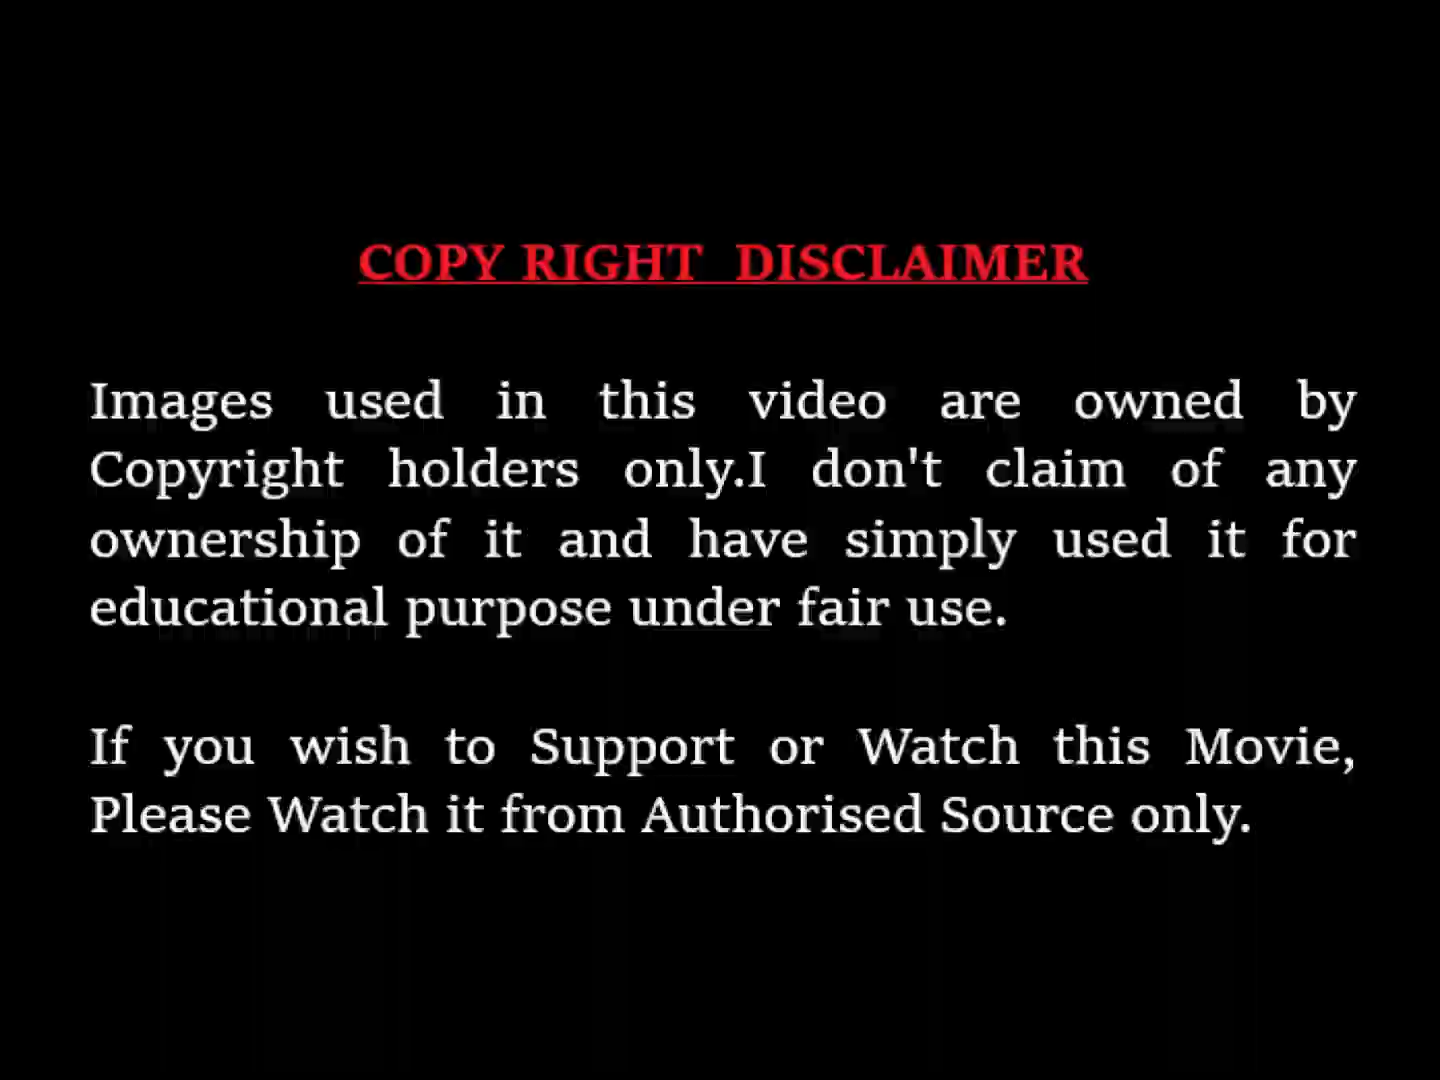 COPY RIGHT  DISCLAIMER
Images used in this video are owned by
Copyright holders only.I don't claim of any
ownership of it and have simply used it for
educational purpose under fair use.
If you wish to Support or Watch this Movie,
Please Watch it from Authorised Source only.